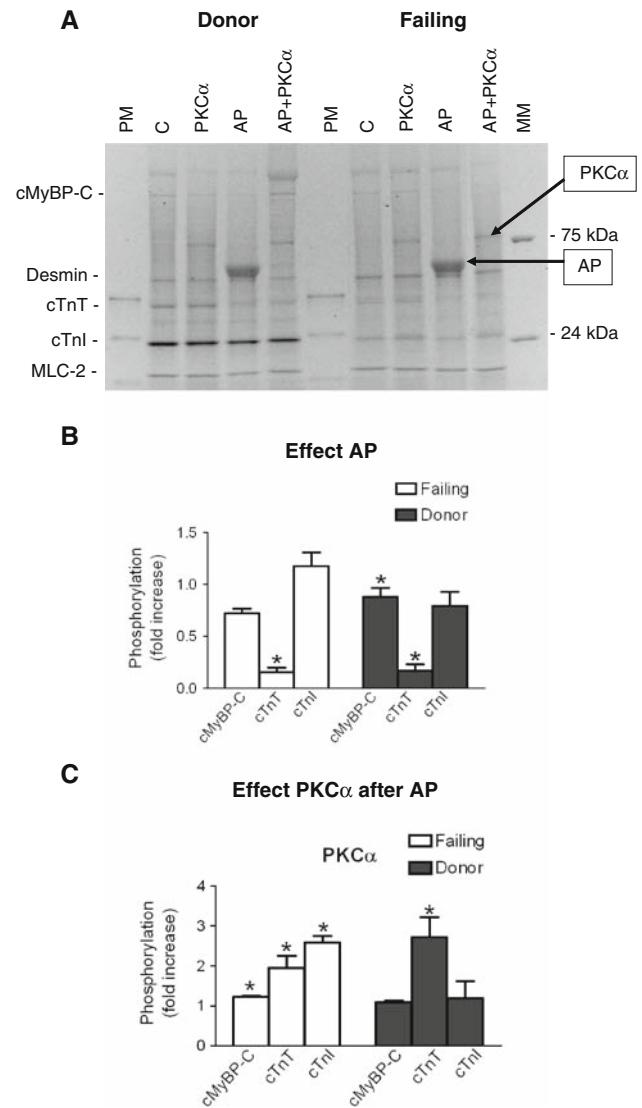 A
Donor Failing
PM C PKCα AP AP+PKCα PM C PKCα AP AP+PKCα MM
cMyBP-C -
PKCα
- 75 kDa
Desmin -
AP
cTnT -
cTnI -
- 24 kDa
MLC-2 -
B
Effect AP
Failing
Donor
Phosphorylation
(fold increase)
1.5
1.0
0.5
0.0
* * *
cMyBP-C cTnT cTnI cMyBP-C cTnT cTnI
C
Effect PKCα after AP
PKCα
Failing
Donor
Phosphorylation
(fold increase)
4
3
2
1
0
* * * *
cMyBP-C cTnT cTnI cMyBP-C cTnT cTnI